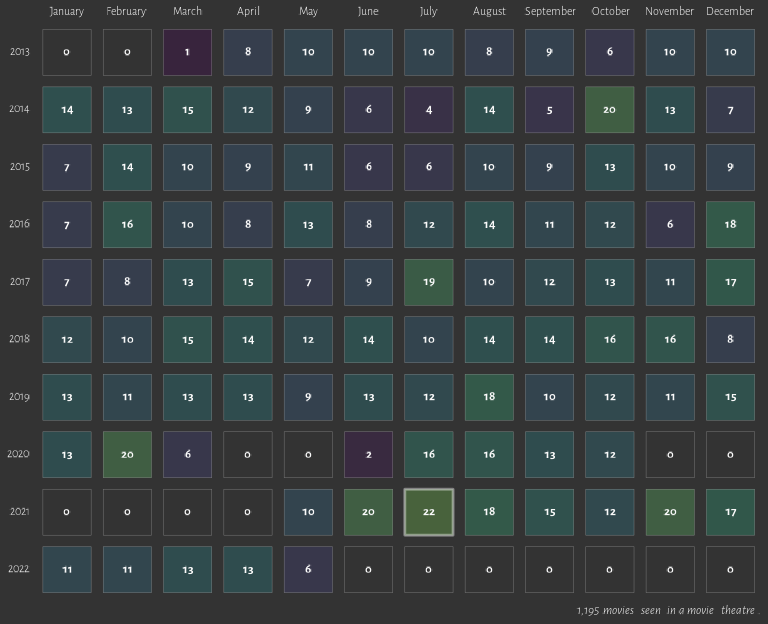 January February March April May June July August September October November December
2013 0 0 1 8 10 10 10 8 9 6 10 10
2014 14 13 15 12 9 6 4 14 5 20 13 7
2015 7 14 10 9 11 6 6 10 9 13 10 9
2016 7 16 10 8 13 8 12 14 11 12 6 18
2017 7 8 13 15 7 9 19 10 12 13 11 17
2018 12 10 15 14 12 14 10 14 14 16 16 8
2019 13 11 13 13 9 13 12 18 10 12 11 15
2020 13 20 6 0 0 2 16 16 13 12 0 0
2021 0 0 0 0 10 20 22 18 15 12 20 17
2022 11 11 13 13 6 0 0 0 0 0 0 0
1,195 movies seen in a movie theatre .